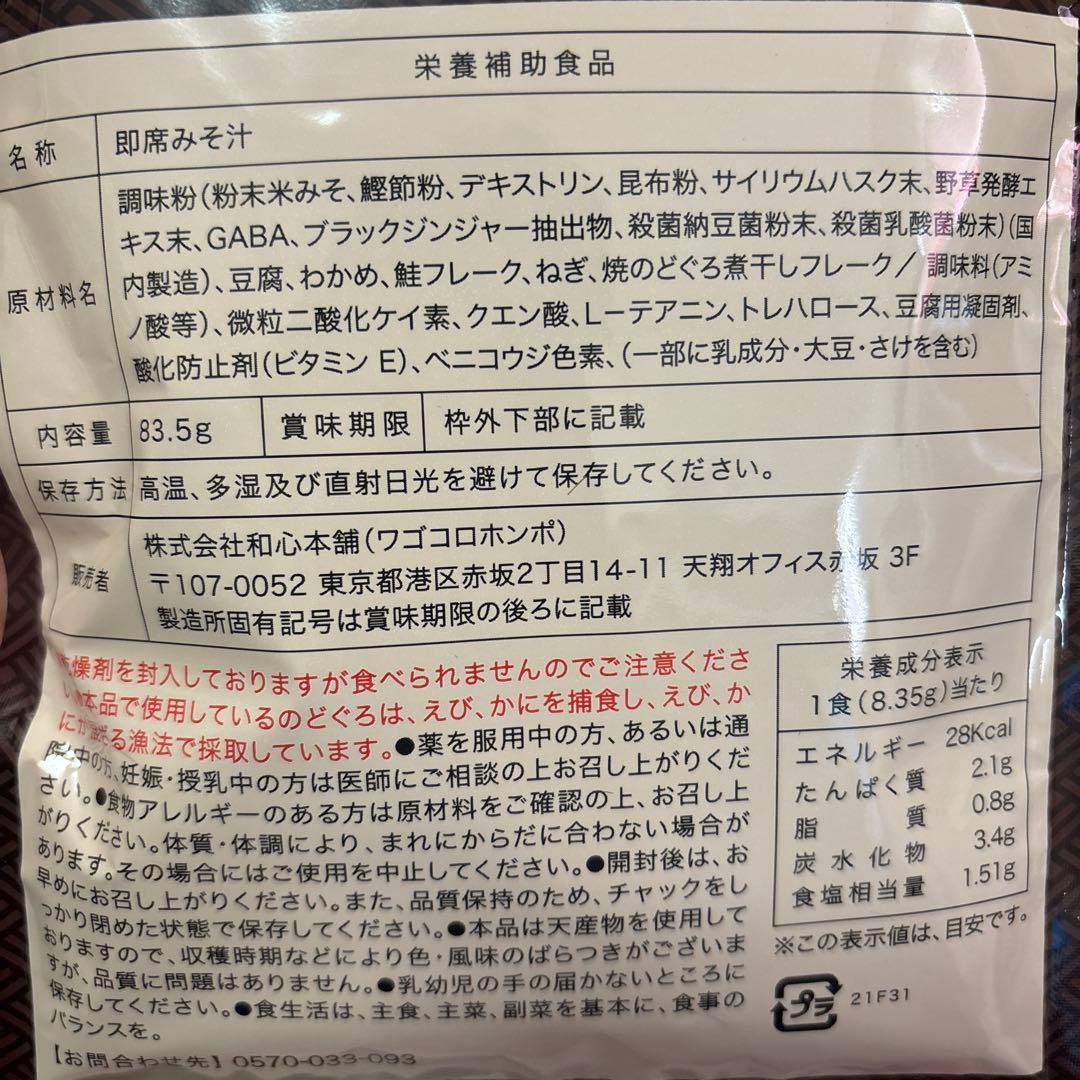 栄養補助食品
名称 即席みそ汁
原材料名
調味粉(粉末米みそ、鰹節粉、デキストリン、昆布粉、サイリウムハスク末、野草発酵エ
キス末、GABA、ブラックジンジャー抽出物、殺菌納豆菌粉末、殺菌乳酸菌粉末)(国
内製造)、豆腐、わかめ、鮭フレーク、ねぎ、焼のどぐろ煮干しフレーク/ 調味料(アミ
ノ酸等)、微粒二酸化ケイ素、クエン酸、L-テアニン、トレハロース、豆腐用凝固剤、
酸化防止剤(ビタミン E)、ベニコウジ色素、(一部に乳成分・大豆・さけを含む)
内容量 83.5g 賞味期限 枠外下部に記載
保存方法 高温、多湿及び直射日光を避けて保存してください。
販売者
株式会社和心本舗(ワゴコロホンポ)
〒107-0052 東京都港区赤坂2丁目14-11 天翔オフィス赤坂 3F
製造所固有記号は賞味期限の後ろに記載
燥剤を封入しておりますが食べられませんのでご注意くださ
い 本品で使用しているのどぐろは、えび、かにを捕食し、えび、か
にが る漁法で採取しています。●薬を服用中の方、あるいは通
院中の方、妊娠・授乳中の方は医師にご相談の上お召し上がりくだ
さい。●食物アレルギーのある方は原材料をご確認の上、お召し上
がりください。体質・体調により、まれにからだに合わない場合が
あります。その場合にはご使用を中止してください。●開封後は、お
早めにお召し上がりください。また、品質保持のため、チャックをし
っかり閉めた状態で保存してください。●本品は天産物を使用して
おりますので、収穫時期などにより色・風味のばらつきがございま
すが、品質に問題はありません。●乳幼児の手の届かないところに
保存してください。●食生活は、主食、主菜、副菜を基本に、食事の
バランスを。
【お問合わせ先】0570-033-093
栄養成分表示
1食(8.35g)当たり
エネルギー 28Kcal
たんぱく質 2.1g
脂質 0.8g
炭水化物 3.4g
食塩相当量 1.51g
※この表示値は、目安です。
プラ 21F31